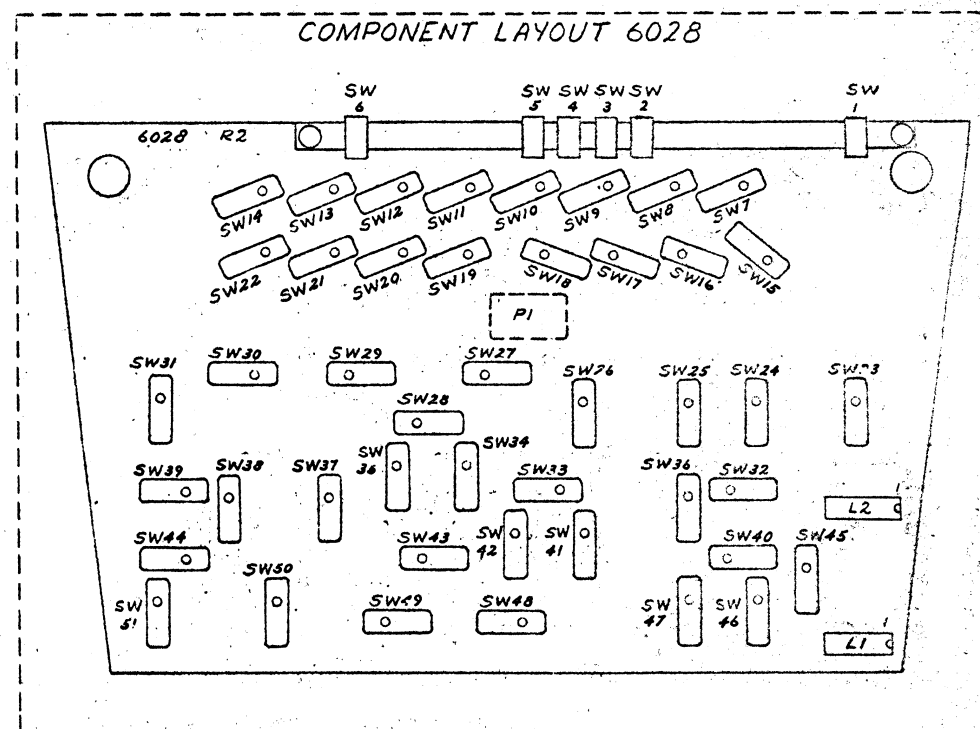 COMPONENT LAYOUT 6028
SW 6
SW 5
SW 4
SW 3
SW 2
SW 1
6028 R2
SW14
SW13
SW12
SW11
SW10
SW9
SW8
SW7
SW22
SW21
SW20
SW19
SW18
SW17
SW16
SW15
P1
SW31
SW30
SW29
SW27
SW26
SW25
SW24
SW28
SW 36
SW34
SW39
SW38
SW37
SW33
SW36
SW32
1
L2
SW44
SW43
SW 42
SW 41
SW40
SW45
SW 51
SW50
SW49
SW48
SW 47
SW 46
1
L1